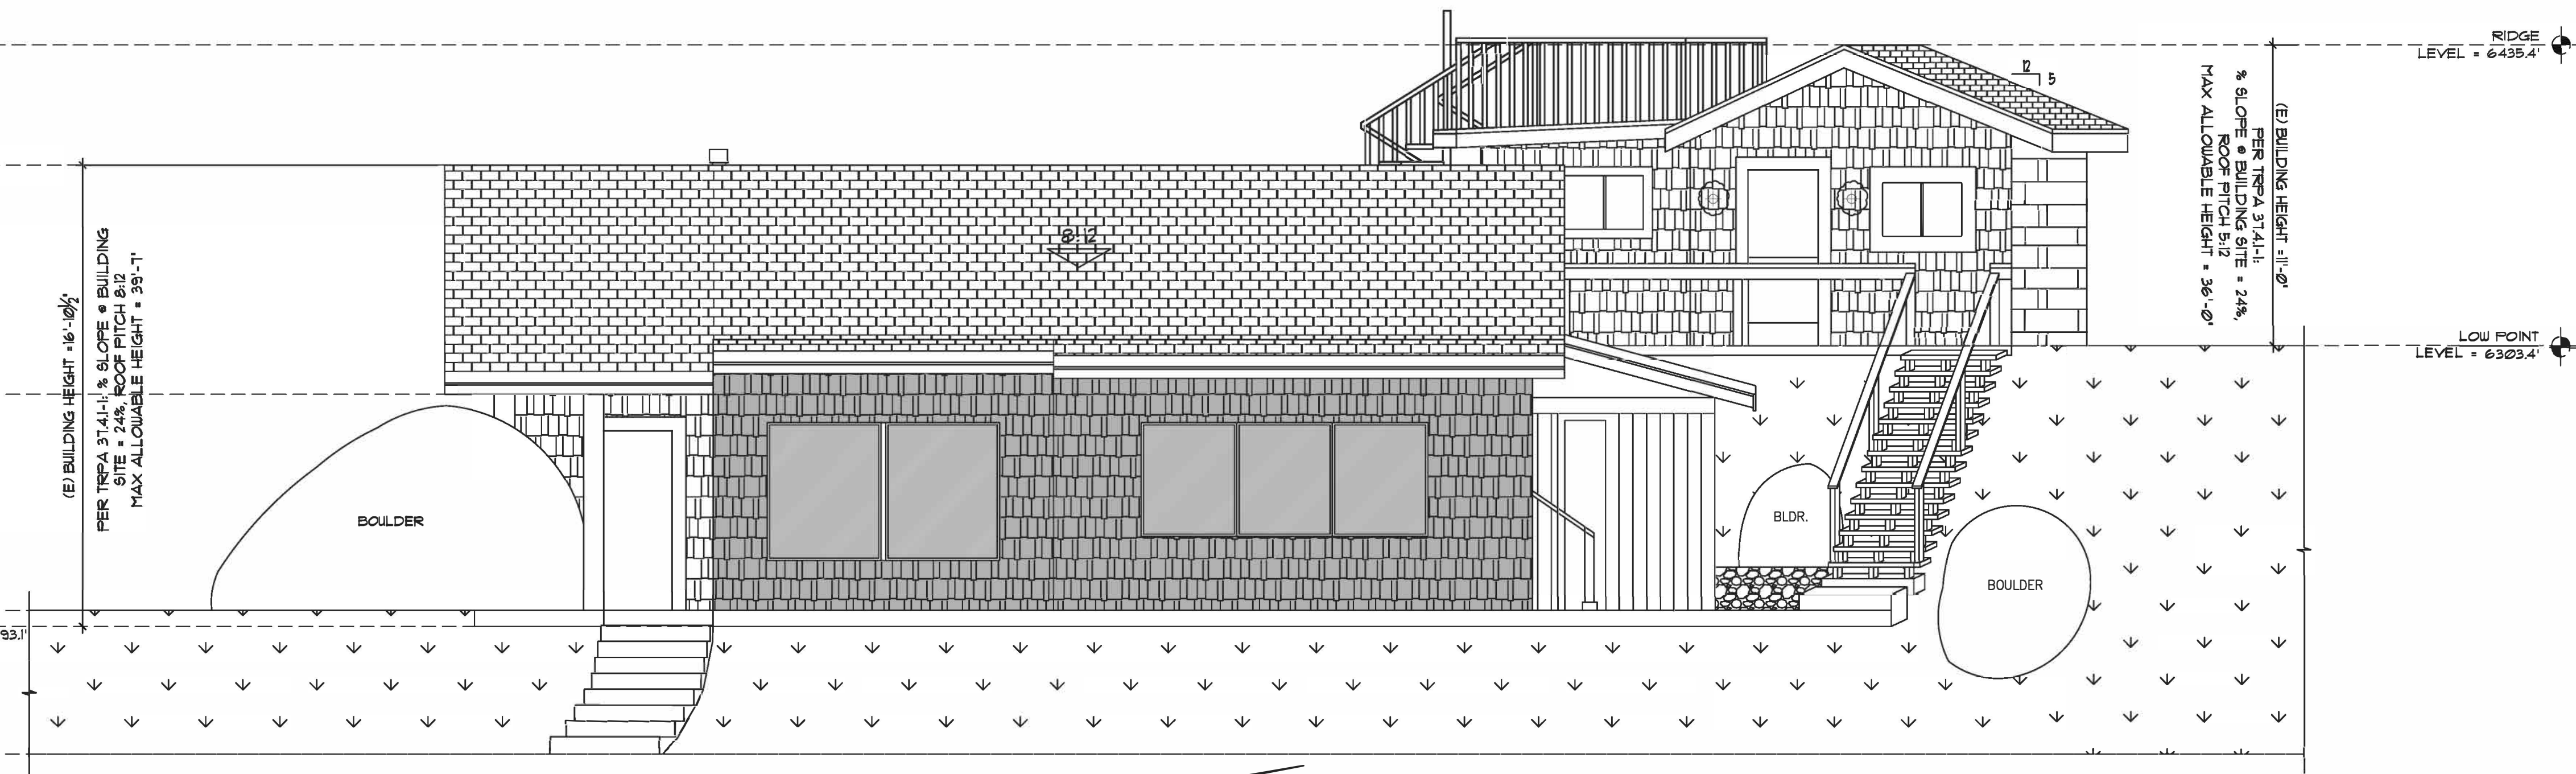 RIDGE
LEVEL = 6435.4'
12
5
(E) BUILDING HEIGHT = 11'-0"
PER TRPA 37.4.1-1:
% SLOPE @ BUILDING SITE = 24%,
ROOF PITCH 5:12
MAX ALLOWABLE HEIGHT = 36'-0"
8:12
(E) BUILDING HEIGHT = 16'-10½"
PER TRPA 37.4.1-1: % SLOPE @ BUILDING
SITE = 24%, ROOF PITCH 8:12
MAX ALLOWABLE HEIGHT = 39'-7"
LOW POINT
LEVEL = 6303.4'
BOULDER
BLDR.
BOULDER
93.1'